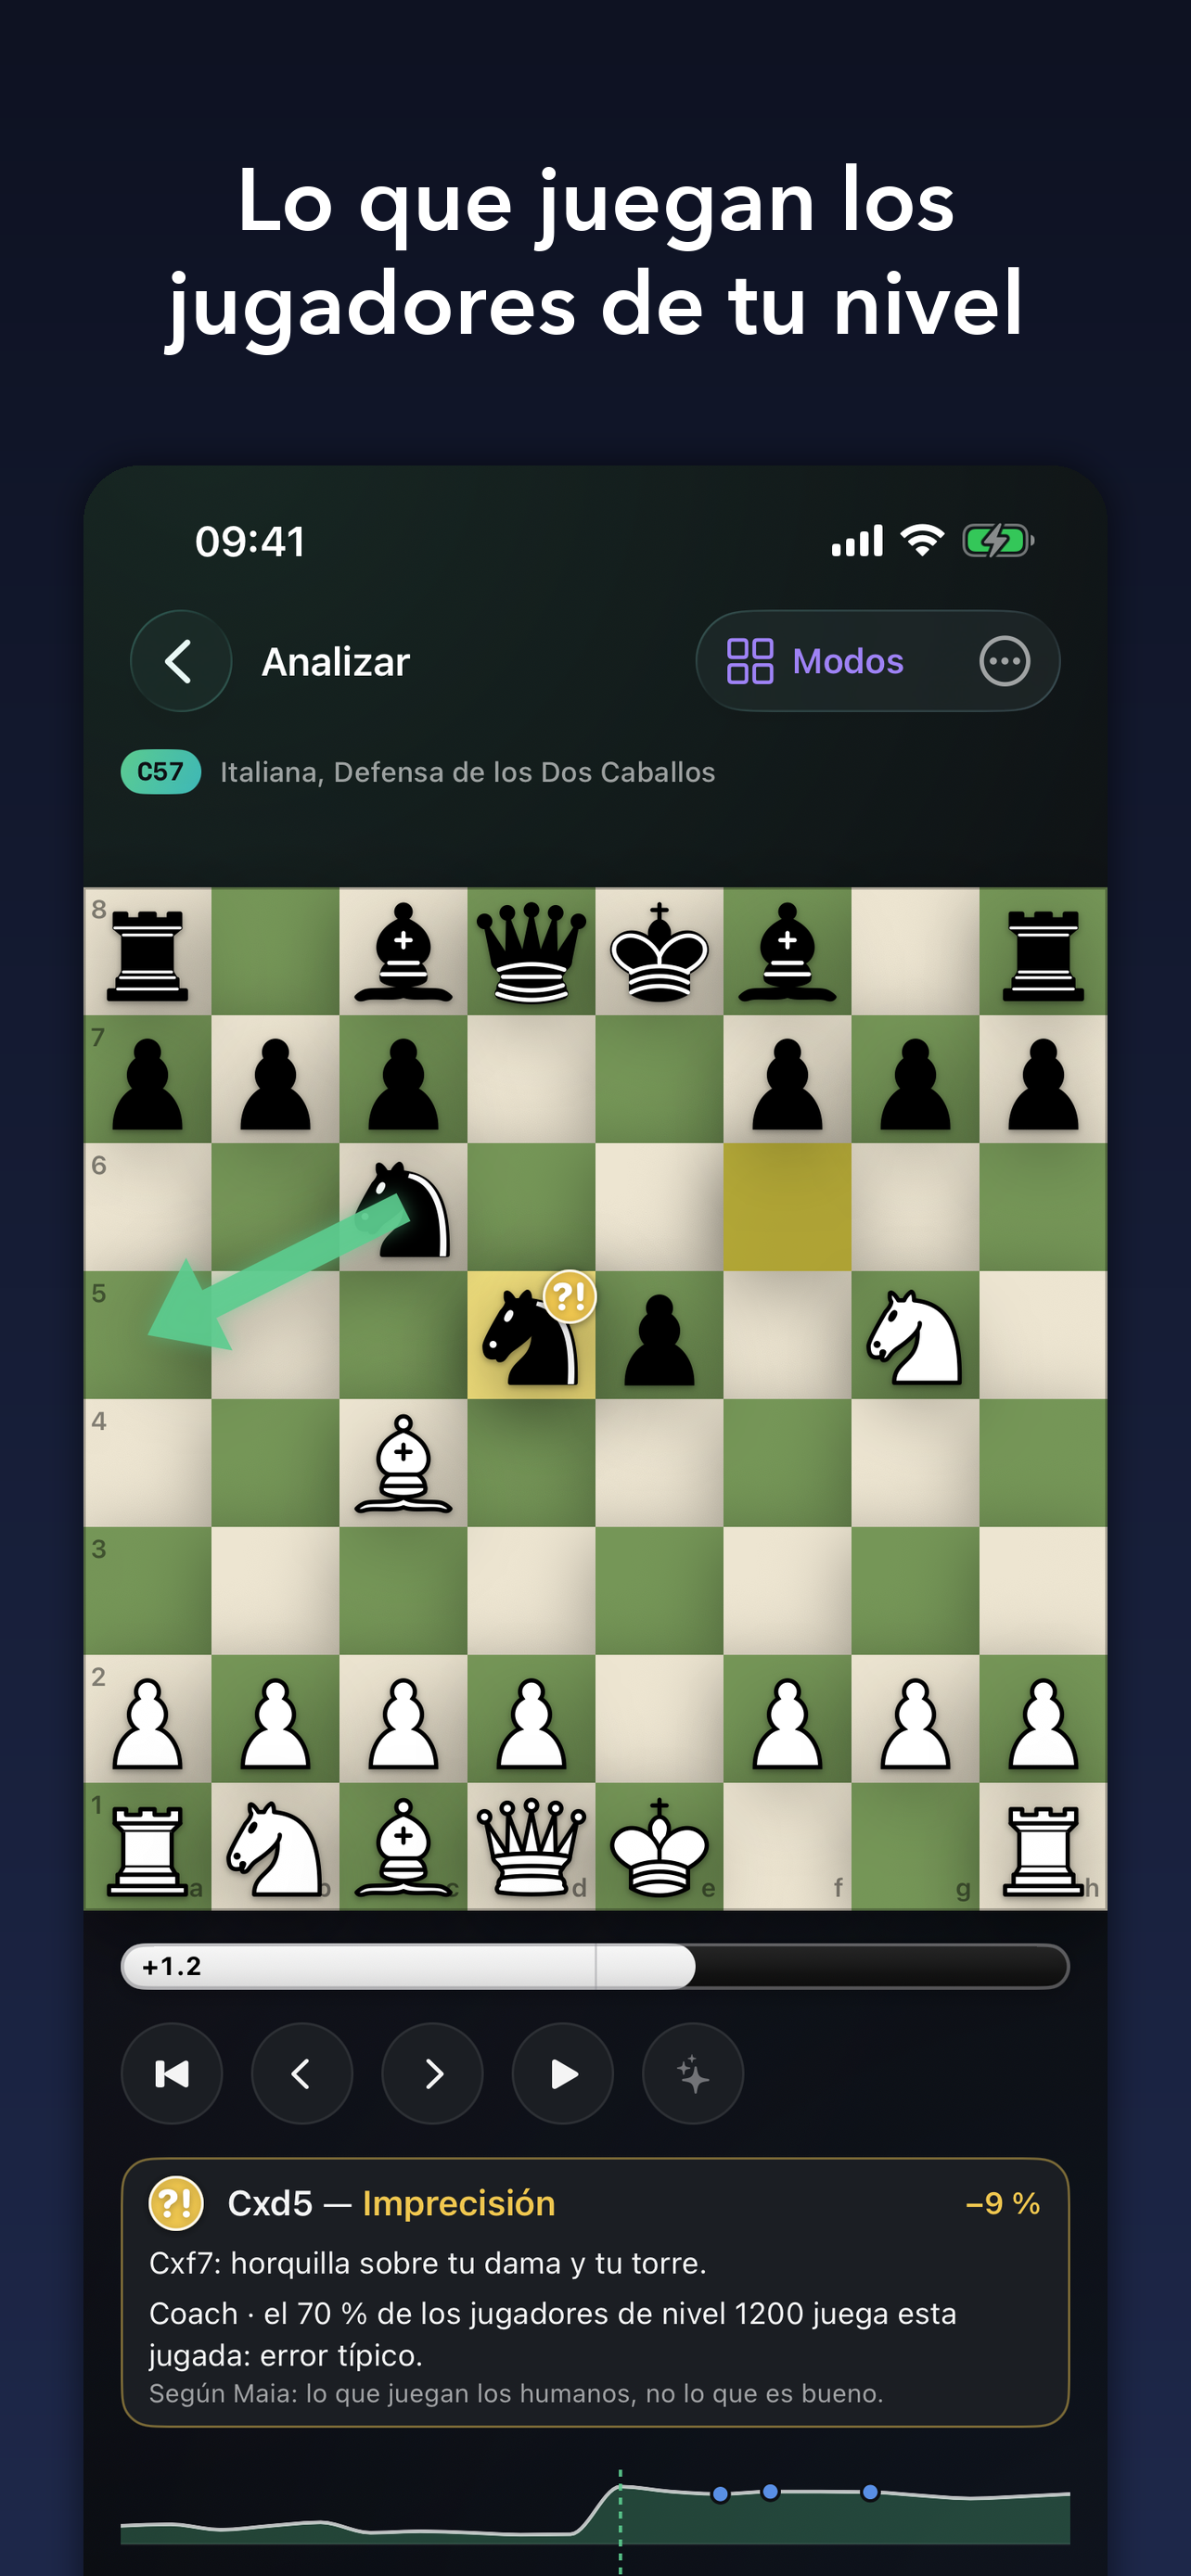 Lo que juegan los
jugadores de tu nivel
09:41
Analizar
Modos
C57 Italiana, Defensa de los Dos Caballos
8
7
6
5
?!
4
3
2
1
a b c d e f g h
+1.2
?! Cxd5 — Imprecisión –9 %
Cxf7: horquilla sobre tu dama y tu torre.
Coach · el 70 % de los jugadores de nivel 1200 juega esta
jugada: error típico.
Según Maia: lo que juegan los humanos, no lo que es bueno.